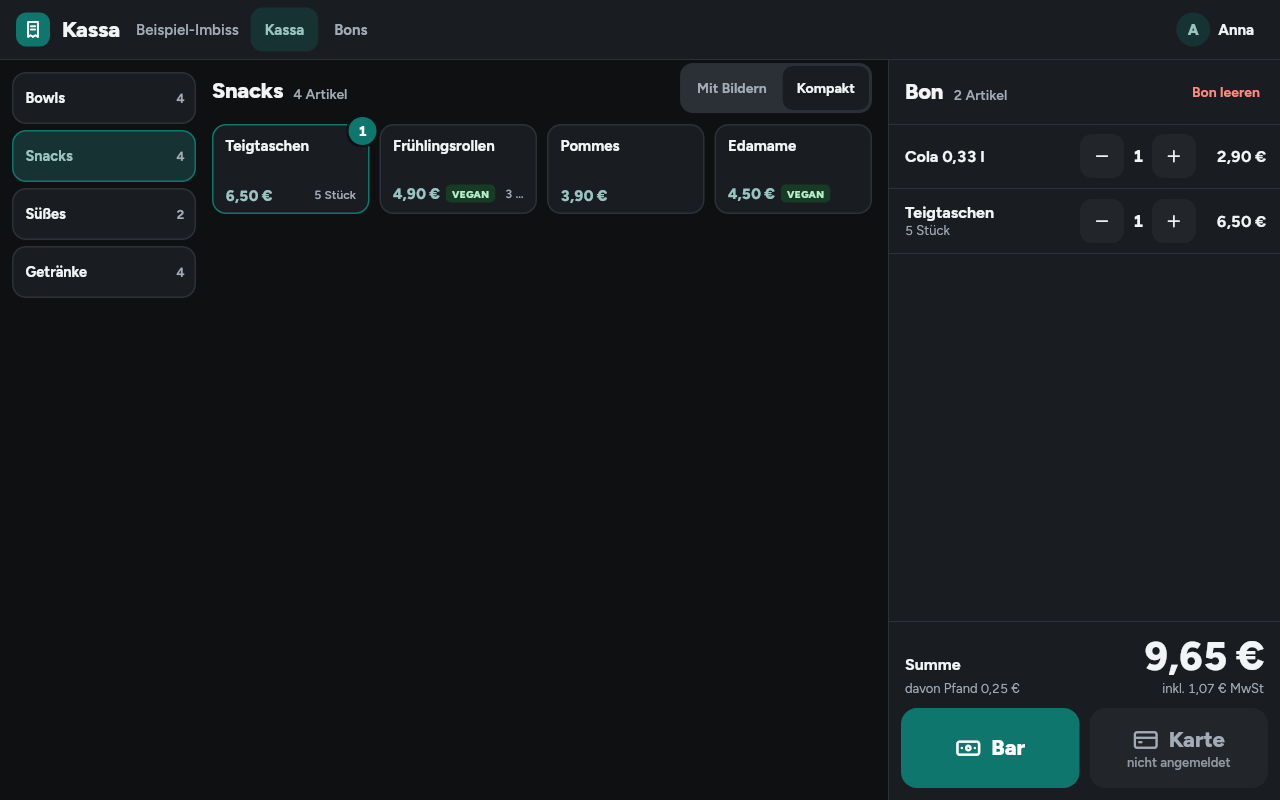 Kassa Beispiel-Imbiss Kassa Bons A Anna
Bowls 4
Snacks 4
Süßes 2
Getränke 4
Snacks 4 Artikel Mit Bildern Kompakt
Teigtaschen 1
6,50 € 5 Stück
Frühlingsrollen
4,90 € VEGAN 3 ...
Pommes
3,90 €
Edamame
4,50 € VEGAN
Bon 2 Artikel Bon leeren
Cola 0,33 l − 1 + 2,90 €
Teigtaschen − 1 + 6,50 €
5 Stück
Summe 9,65 €
davon Pfand 0,25 € inkl. 1,07 € MwSt
Bar
Karte
nicht angemeldet